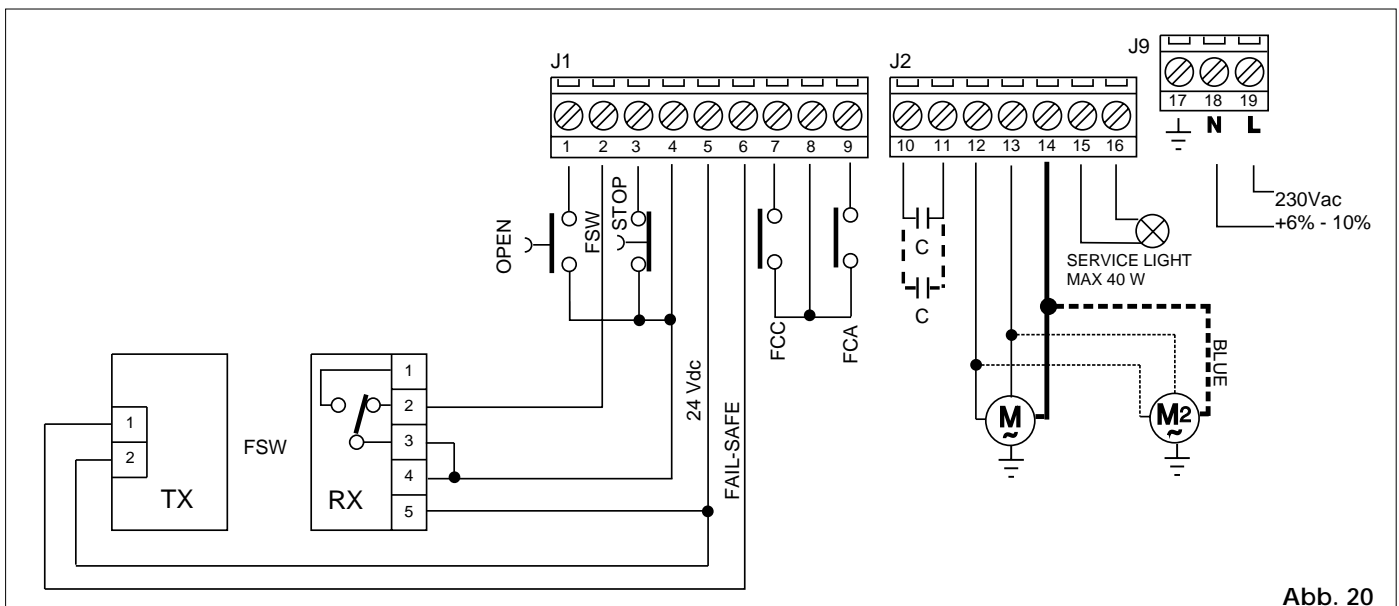 J1
J2
J9
1 2 3 4 5 6 7 8 9
10 11 12 13 14 15 16
17 18 19
N L
230Vac
+6% - 10%
OPEN
FSW
STOP
FCC
FCA
C
C
SERVICE LIGHT
MAX 40 W
24 Vdc
FAIL-SAFE
BLUE
M
~
M2
~
1
2
TX
FSW
RX
1
2
3
4
5
Abb. 20